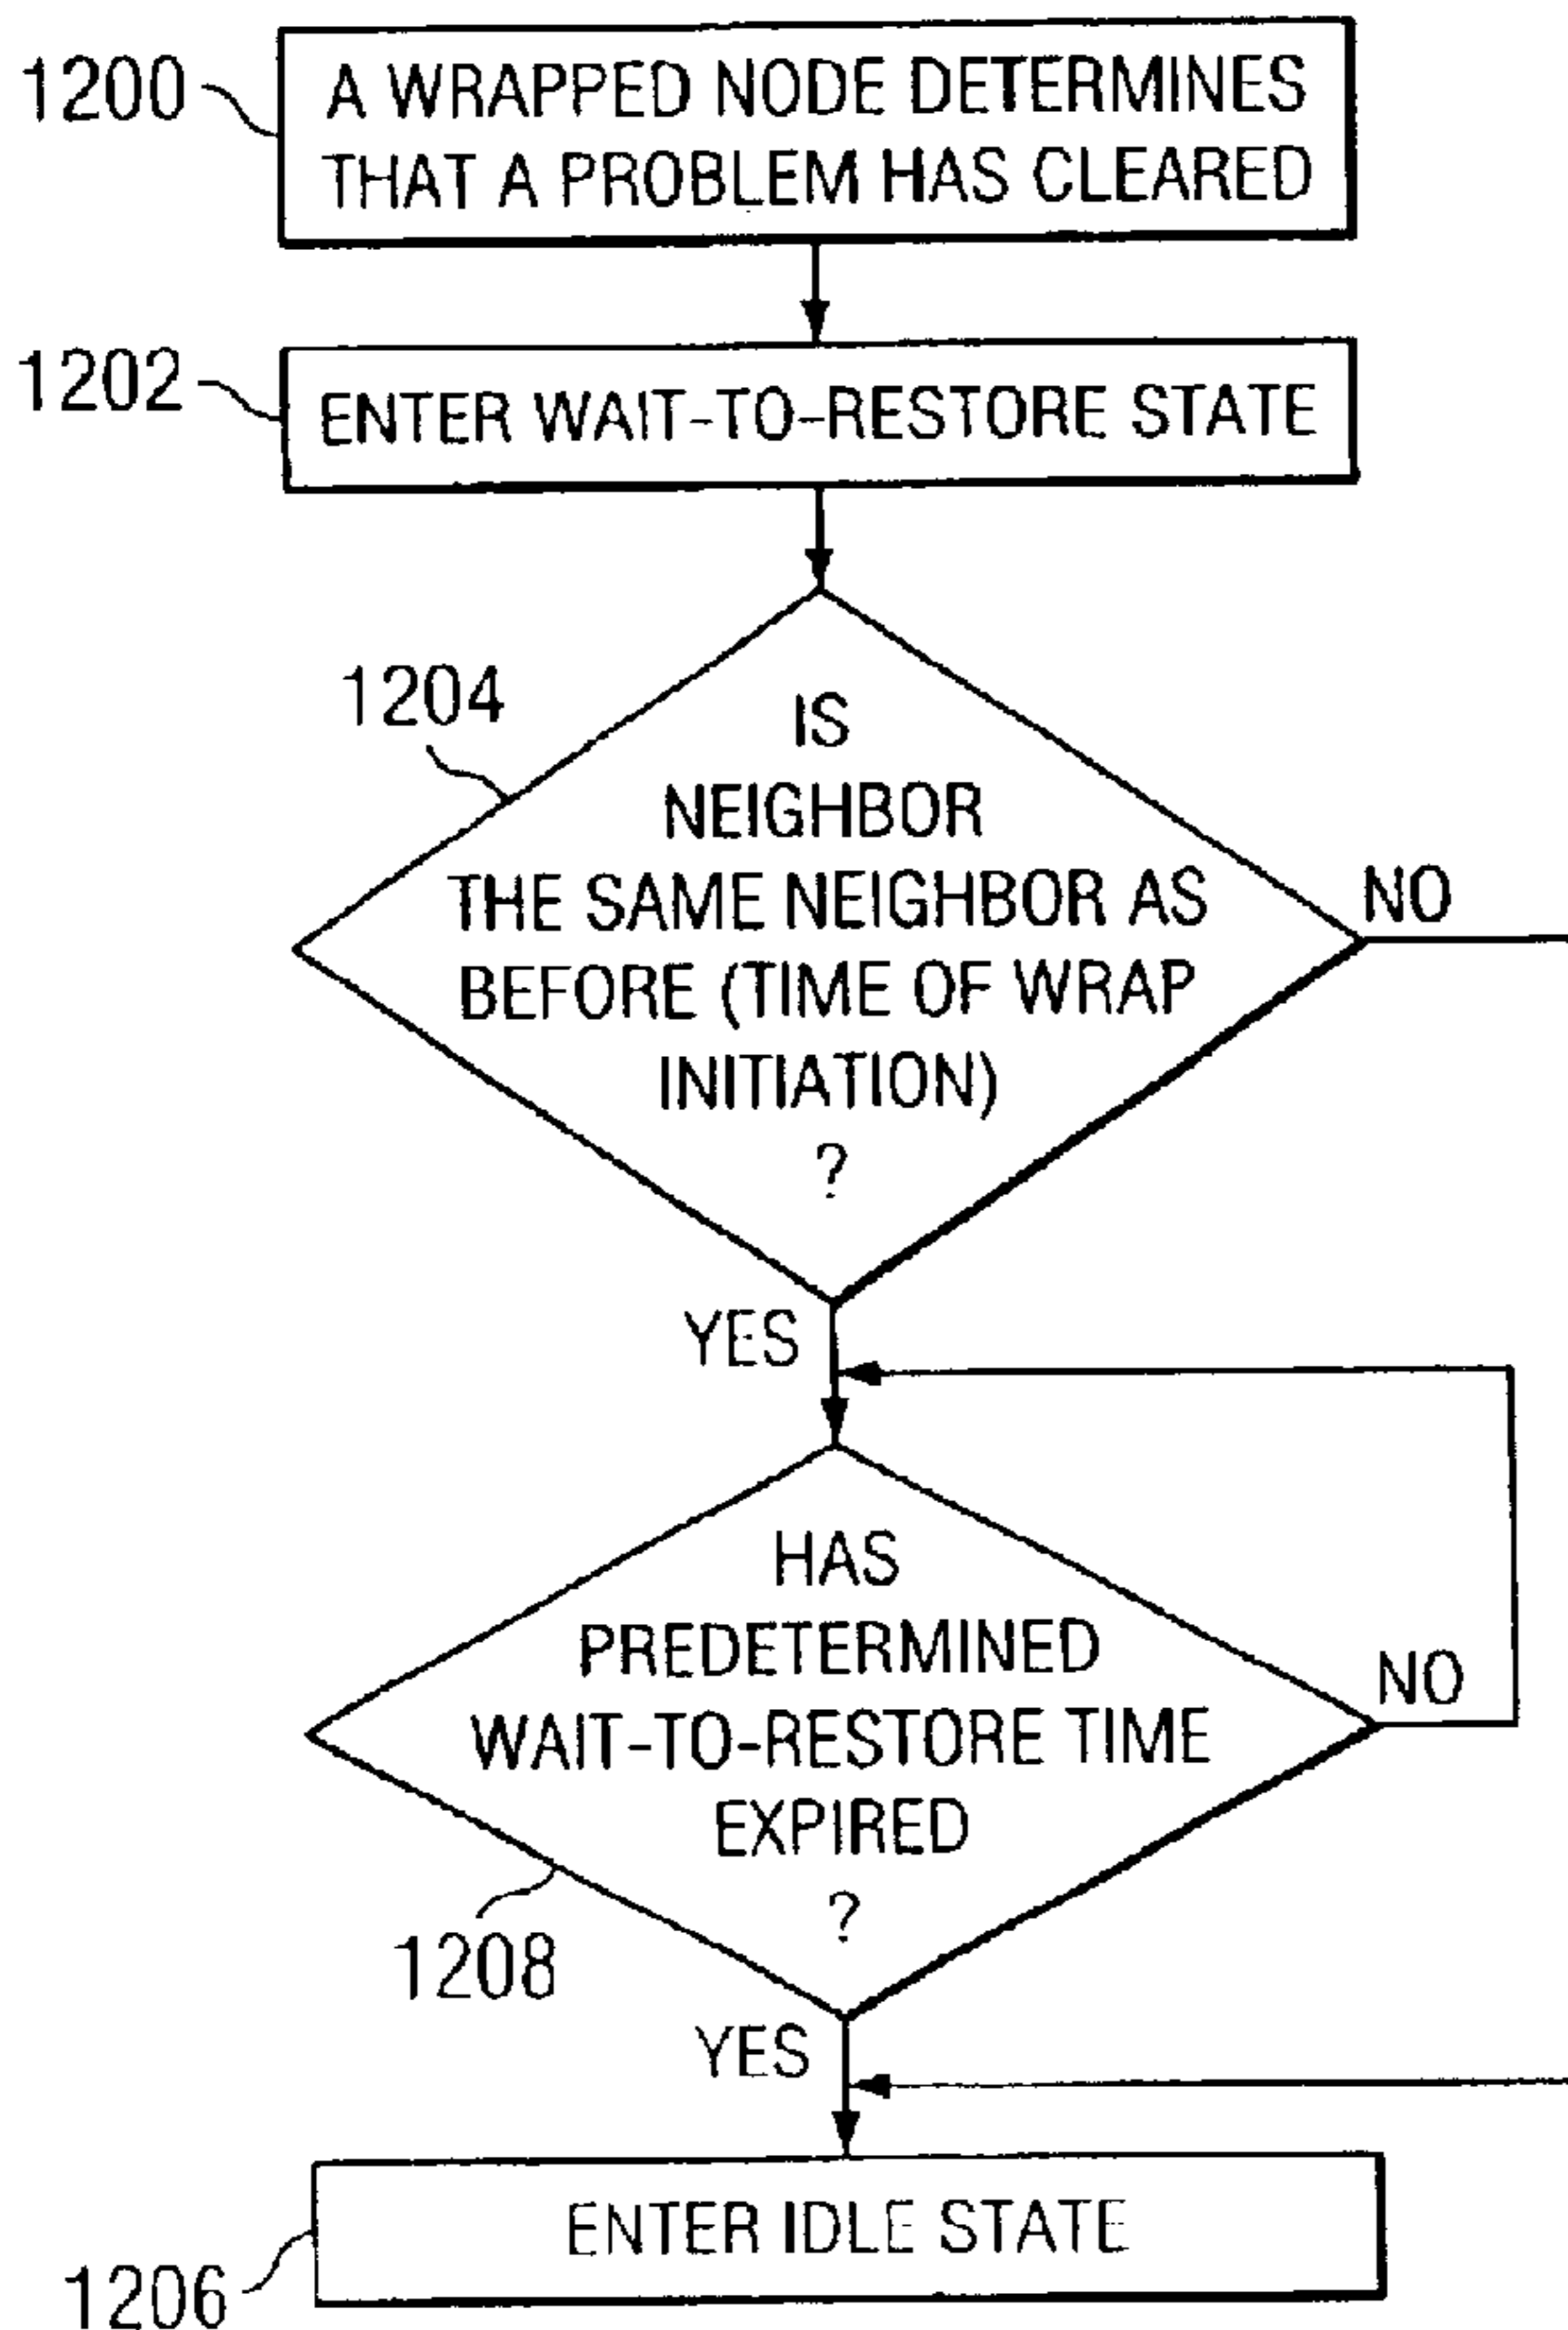 1200
A WRAPPED NODE DETERMINES
THAT A PROBLEM HAS CLEARED
1202
ENTER WAIT-TO-RESTORE STATE
1204
IS
NEIGHBOR
THE SAME NEIGHBOR AS
BEFORE (TIME OF WRAP
INITIATION)
?
NO
YES
HAS
PREDETERMINED
WAIT-TO-RESTORE TIME
EXPIRED
?
NO
1208
YES
ENTER IDLE STATE
1206